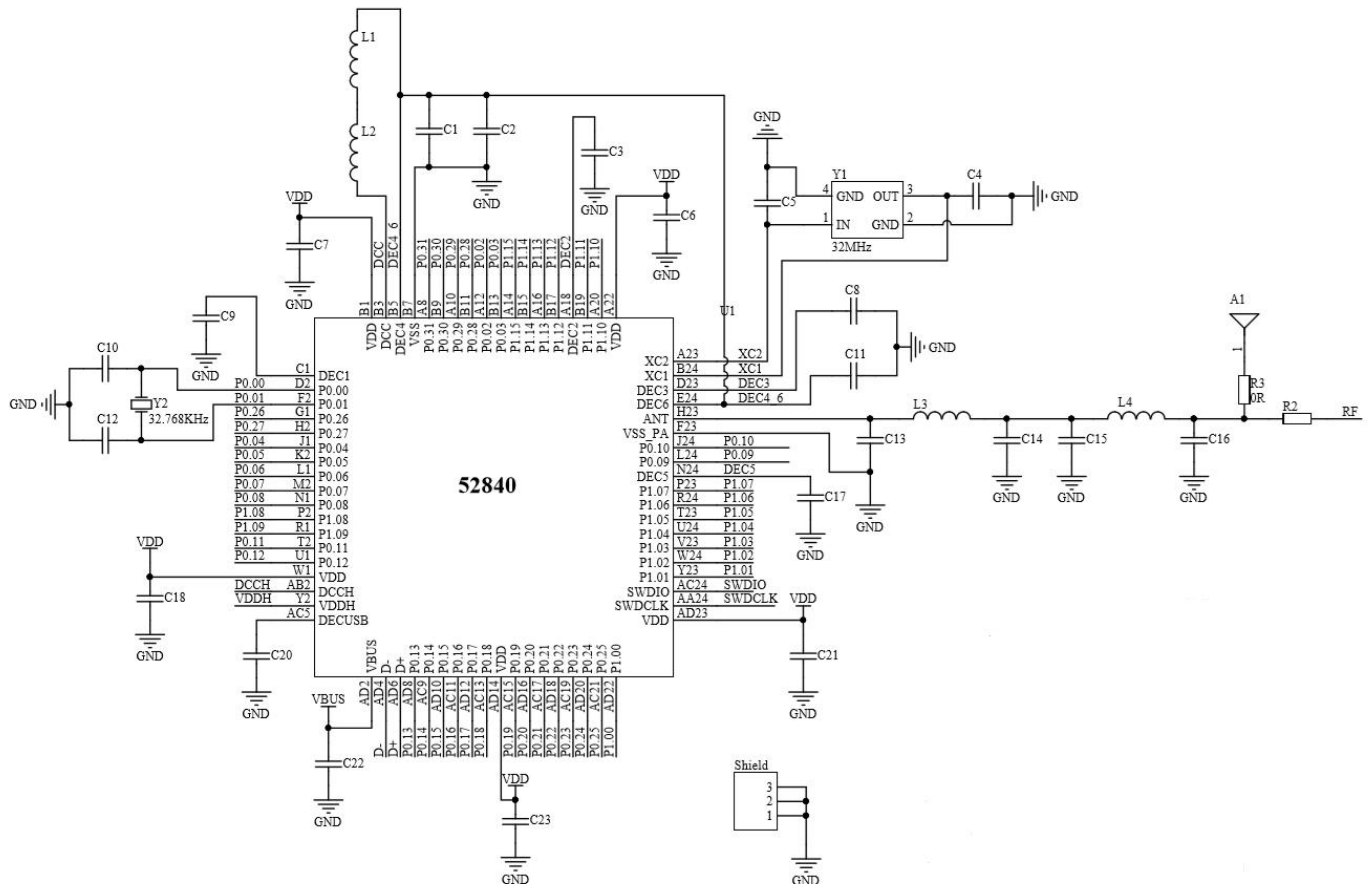 L1
L2
C1
C2
C3
GND
GND
VDD
C7
GND
VDD
C6
GND
GND
C5
Y1
4 GND OUT 3
1 IN GND 2
32MHz
C4
GND
DCC
DEC4_6
P0.31
P0.30
P0.29
P0.28
P0.02
P0.03
P1.15
P1.14
P1.13
P1.12
DEC2
P1.11
P1.10
B1
B3
B5
B7
A8
B9
A10
B11
A12
B13
A14
B15
A16
B17
A18
B19
A20
A22
U1
VDD
DCC
DEC4
VSS
P0.31
P0.30
P0.29
P0.28
P0.02
P0.03
P1.15
P1.14
P1.13
P1.12
DEC2
P1.11
P1.10
VDD
C9
GND
C10
C12
GND
Y2
32.768KHz
C1 DEC1
P0.00 D2 P0.00
P0.01 F2 P0.01
P0.26 G1 P0.26
P0.27 H2 P0.27
P0.04 J1 P0.04
P0.05 K2 P0.05
P0.06 L1 P0.06
P0.07 M2 P0.07
P0.08 N1 P0.08
P1.08 P2 P1.08
P1.09 R1 P1.09
P0.11 T2 P0.11
P0.12 U1 P0.12
W1 VDD
DCCH AB2 DCCH
VDDH Y2 VDDH
AC5 DECUSB
VDD
C18
GND
C20
GND
52840
XC2 A23 XC2
XC1 B24 XC1
DEC3 D23 DEC3
DEC6 E24 DEC4_6
ANT H23
VSS_PA F23
P0.10 J24 P0.10
P0.09 L24 P0.09
DEC5 N24 DEC5
P1.07 P23 P1.07
P1.06 R24 P1.06
P1.05 T23 P1.05
P1.04 U24 P1.04
P1.03 V23 P1.03
P1.02 W24 P1.02
P1.01 Y23 P1.01
SWDIO AC24 SWDIO
SWDCLK AA24 SWDCLK
VDD AD23
C8
C11
GND
A1
1
R3
0R
L3
L4
R2
RF
C13
C14
C15
C16
GND
GND
GND
GND
C17
GND
VDD
C21
GND
VBUS
D-
D+
P0.13
P0.14
P0.15
P0.16
P0.17
P0.18
VDD
P0.19
P0.20
P0.21
P0.22
P0.23
P0.24
P0.25
P1.00
AD2
AD4
AD6
AD8
AC9
AD10
AC11
AD12
AC13
AD14
AC15
AD16
AC17
AD18
AC19
AD20
AC21
AD22
D-
D+
P0.13
P0.14
P0.15
P0.16
P0.17
P0.18
P0.19
P0.20
P0.21
P0.22
P0.23
P0.24
P0.25
P1.00
VBUS
C22
GND
VDD
C23
GND
Shield
3
2
1
GND